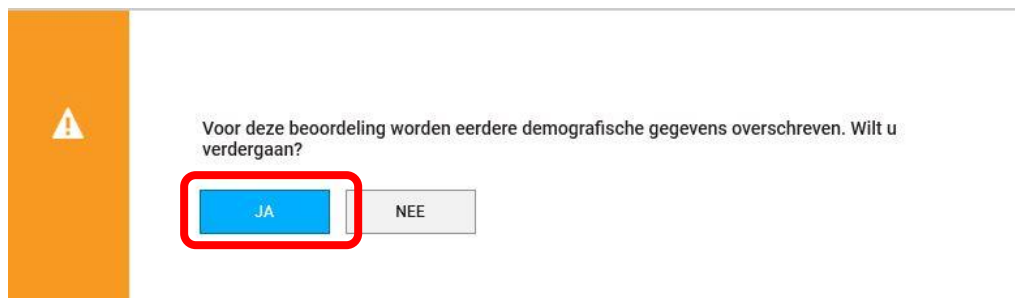 Voor deze beoordeling worden eerdere demografische gegevens overschreven. Wilt u
verdergaan?
JA NEE